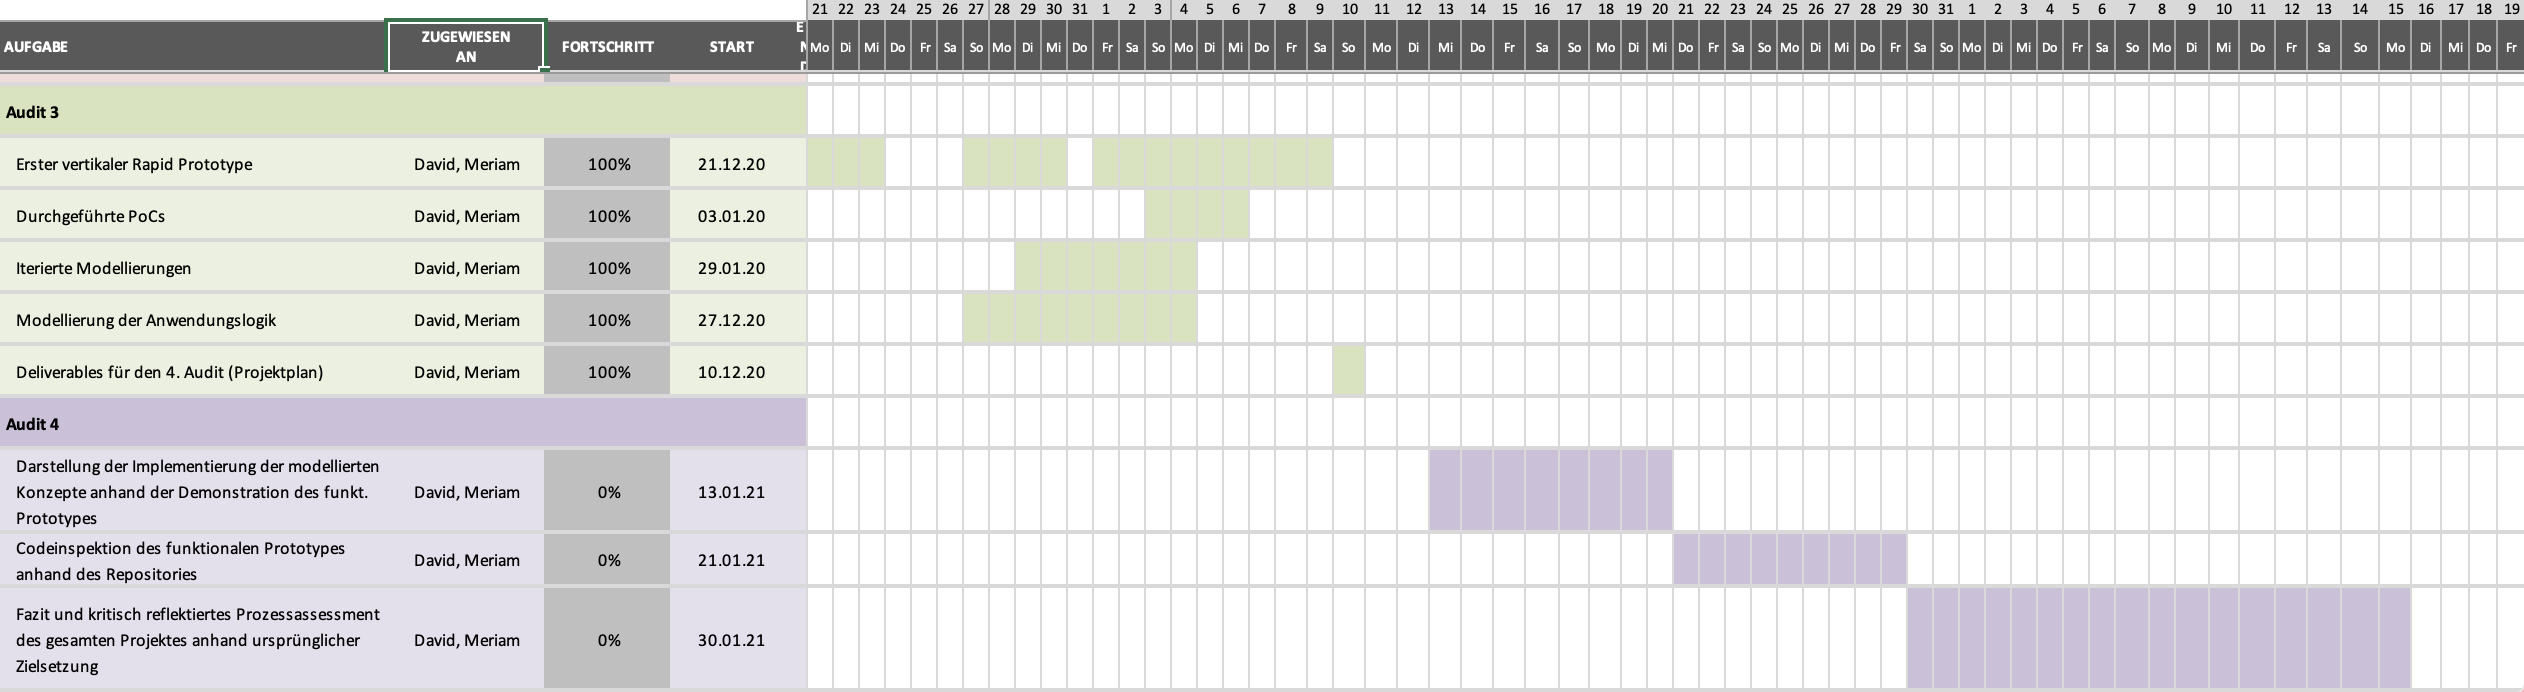 21 22 23 24 25 26 27 28 29 30 31 1 2 3 4 5 6 7 8 9 10 11 12 13 14 15 16 17 18 19 20 21 22 23 24 25 26 27 28 29 30 31 1 2 3 4 5 6 7 8 9 10 11 12 13 14 15 16 17 18 19
AUFGABE ZUGEWIESEN AN FORTSCHRITT START Mo Di Mi Do Fr Sa So Mo Di Mi Do Fr Sa So Mo Di Mi Do Fr Sa So Mo Di Mi Do Fr Sa So Mo Di Mi Do Fr Sa So Mo Di Mi Do Fr Sa So Mo Di Mi Do Fr Sa So Mo Di Mi Do Fr Sa So Mo Di Mi Do Fr
Audit 3
Erster vertikaler Rapid Prototype David, Meriam 100% 21.12.20
Durchgeführte PoCs David, Meriam 100% 03.01.20
Iterierte Modellierungen David, Meriam 100% 29.01.20
Modellierung der Anwendungslogik David, Meriam 100% 27.12.20
Deliverables für den 4. Audit (Projektplan) David, Meriam 100% 10.12.20
Audit 4
Darstellung der Implementierung der modellierten
Konzepte anhand der Demonstration des funkt. David, Meriam 0% 13.01.21
Prototypes
Codeinspektion des funktionalen Prototypes
anhand des Repositories David, Meriam 0% 21.01.21
Fazit und kritisch reflektiertes Prozessassessment
des gesamten Projektes anhand ursprünglicher David, Meriam 0% 30.01.21
Zielsetzung